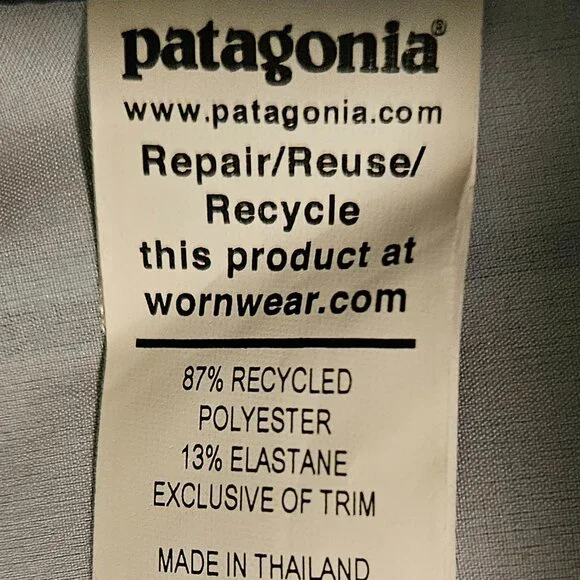 patagonia®
www.patagonia.com
Repair/Reuse/
Recycle
this product at
wornwear.com
87% RECYCLED
POLYESTER
13% ELASTANE
EXCLUSIVE OF TRIM
MADE IN THAILAND